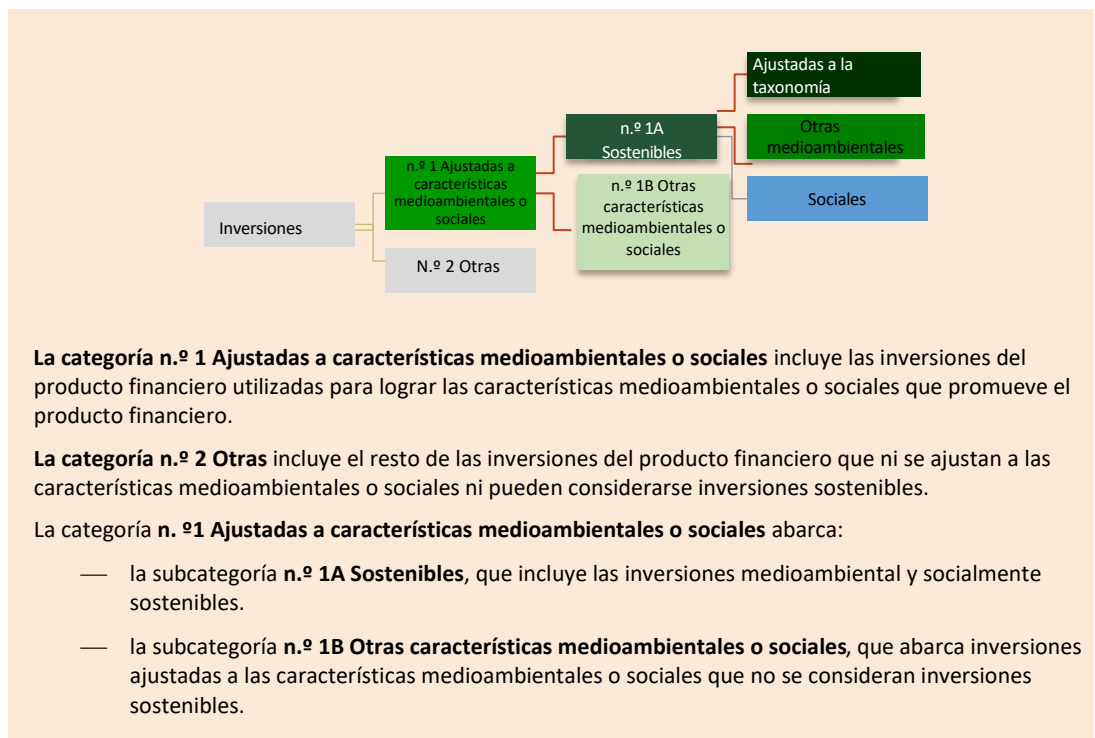 Ajustadas a la
taxonomía
n.º 1A
Sostenibles
Otras
medioambientales
n.º 1 Ajustadas a
características
medioambientales o
sociales
n.º 1B Otras
características
medioambientales o
sociales
Sociales
Inversiones
N.º 2 Otras
La categoría n.º 1 Ajustadas a características medioambientales o sociales incluye las inversiones del
producto financiero utilizadas para lograr las características medioambientales o sociales que promueve el
producto financiero.
La categoría n.º 2 Otras incluye el resto de las inversiones del producto financiero que ni se ajustan a las
características medioambientales o sociales ni pueden considerarse inversiones sostenibles.
La categoría n. º1 Ajustadas a características medioambientales o sociales abarca:
— la subcategoría n.º 1A Sostenibles, que incluye las inversiones medioambiental y socialmente
sostenibles.
— la subcategoría n.º 1B Otras características medioambientales o sociales, que abarca inversiones
ajustadas a las características medioambientales o sociales que no se consideran inversiones
sostenibles.